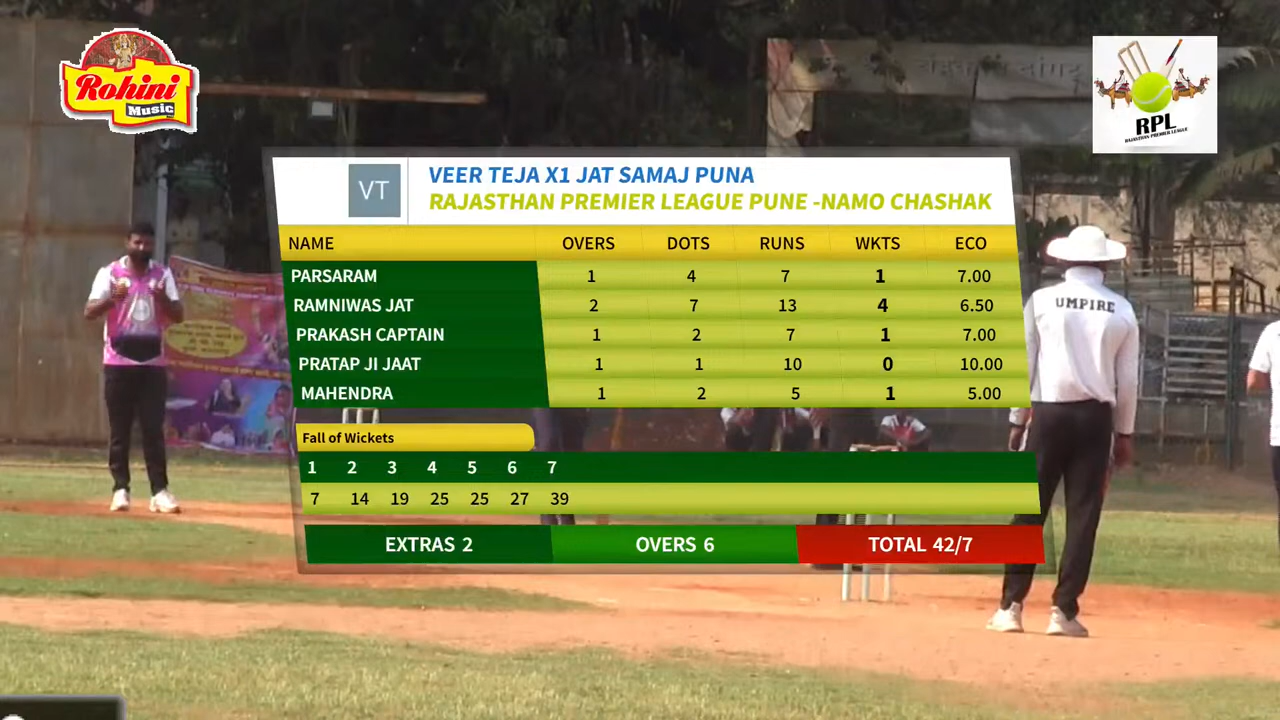 Rohini
Music
RPL
RAJASTHAN PREMIER LEAGUE
VT
VEER TEJA X1 JAT SAMAJ PUNA
RAJASTHAN PREMIER LEAGUE PUNE -NAMO CHASHAK
NAME OVERS DOTS RUNS WKTS ECO
PARSARAM 1 4 7 1 7.00
RAMNIWAS JAT 2 7 13 4 6.50
PRAKASH CAPTAIN 1 2 7 1 7.00
PRATAP JI JAAT 1 1 10 0 10.00
MAHENDRA 1 2 5 1 5.00
UMPIRE
Fall of Wickets
1 2 3 4 5 6 7
7 14 19 25 25 27 39
EXTRAS 2 OVERS 6 TOTAL 42/7